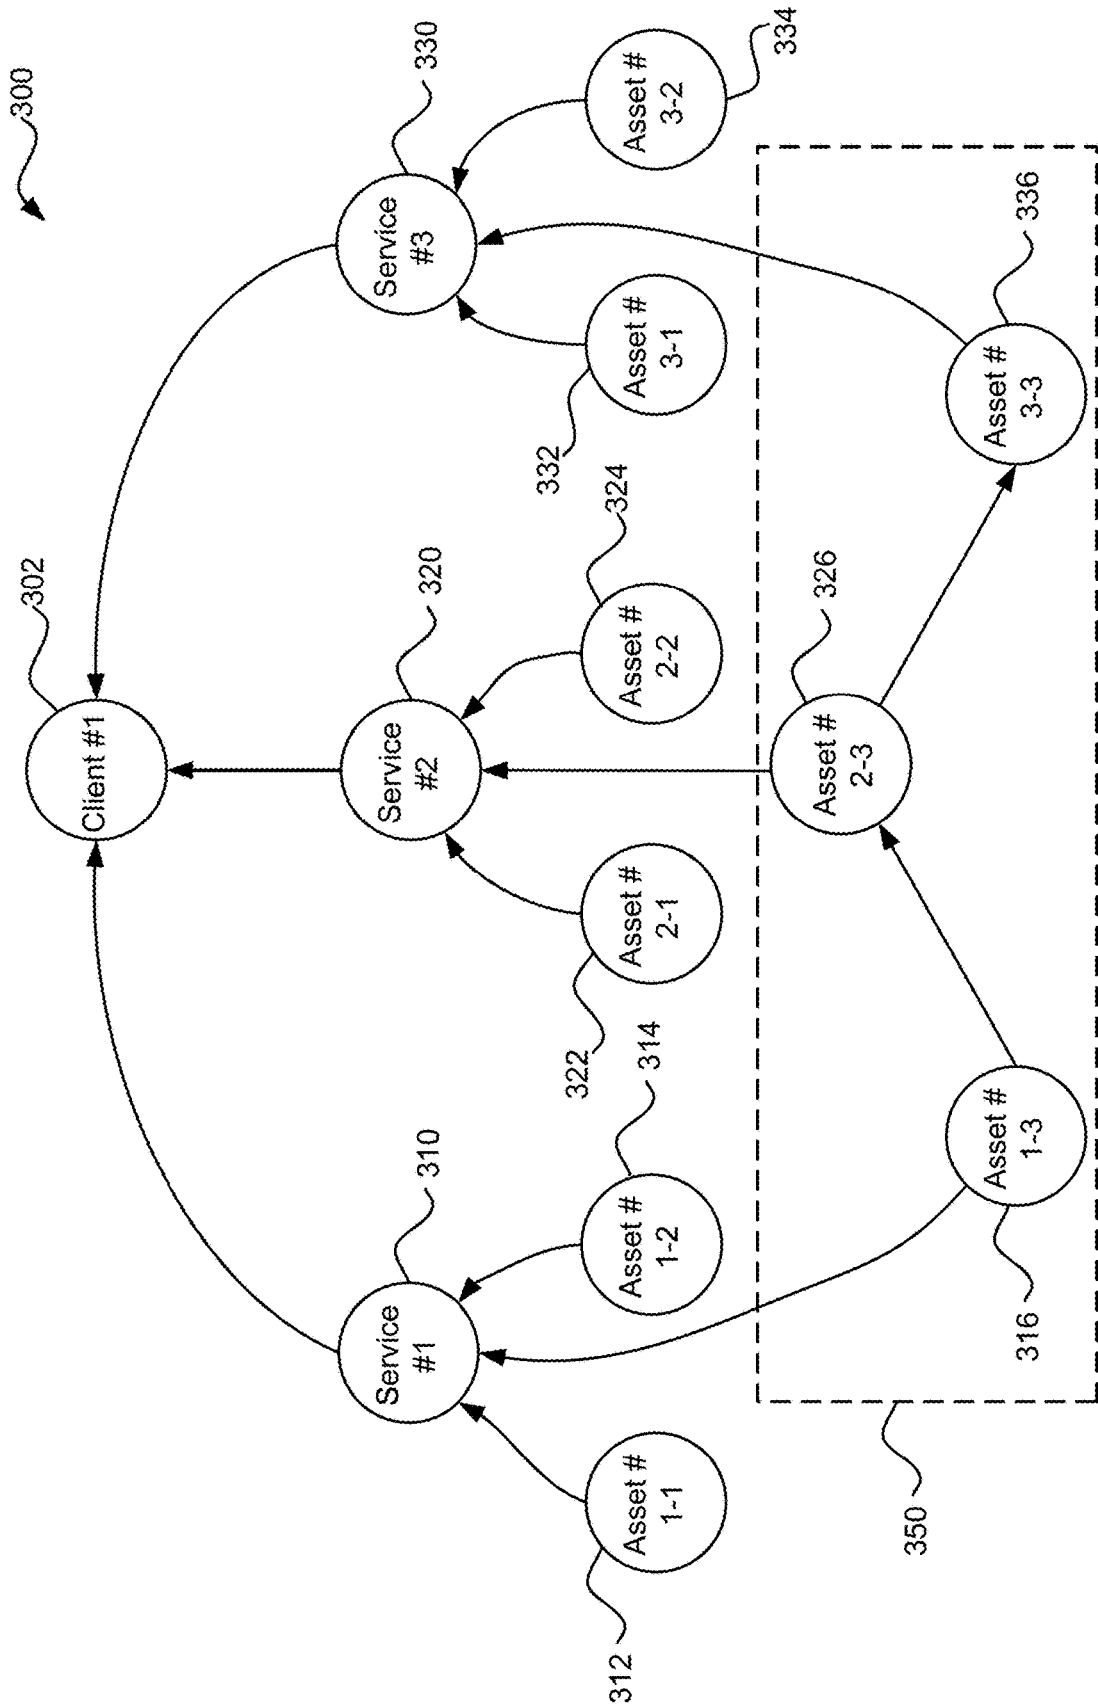 300
302
Client #1
310
Service
#1
320
Service
#2
330
Service
#3
312
Asset #
1-1
314
Asset #
1-2
322
Asset #
2-1
324
Asset #
2-2
332
Asset #
3-1
334
Asset #
3-2
350
316
Asset #
1-3
326
Asset #
2-3
336
Asset #
3-3